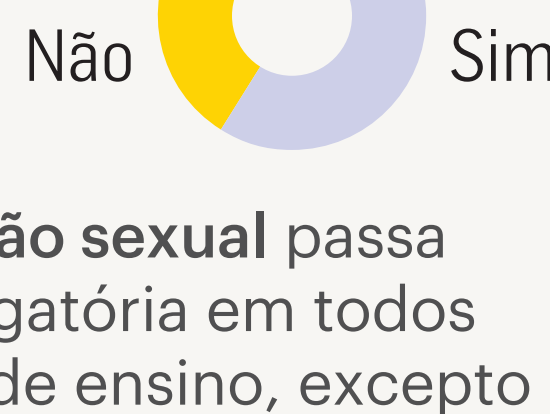 Não Sim
ão sexual passa
gatória em todos
de ensino, excepto